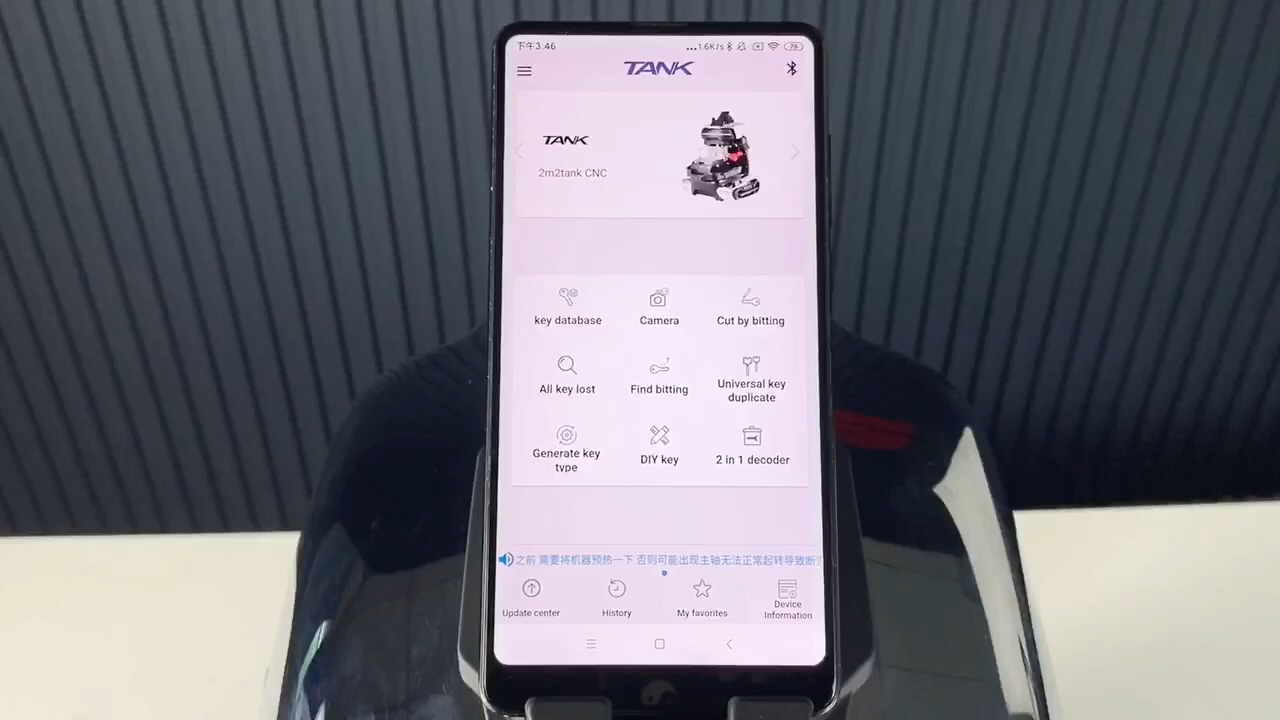 下午3:46
...1.6K/s
79
TANK
TANK
2m2tank CNC
key database
Camera
Cut by bitting
All key lost
Find bitting
Universal key
duplicate
Generate key
type
DIY key
2 in 1 decoder
之前 需要将机器预热一下 否则可能出现主轴无法正常起转导致断
Update center
History
My favorites
Device
Information